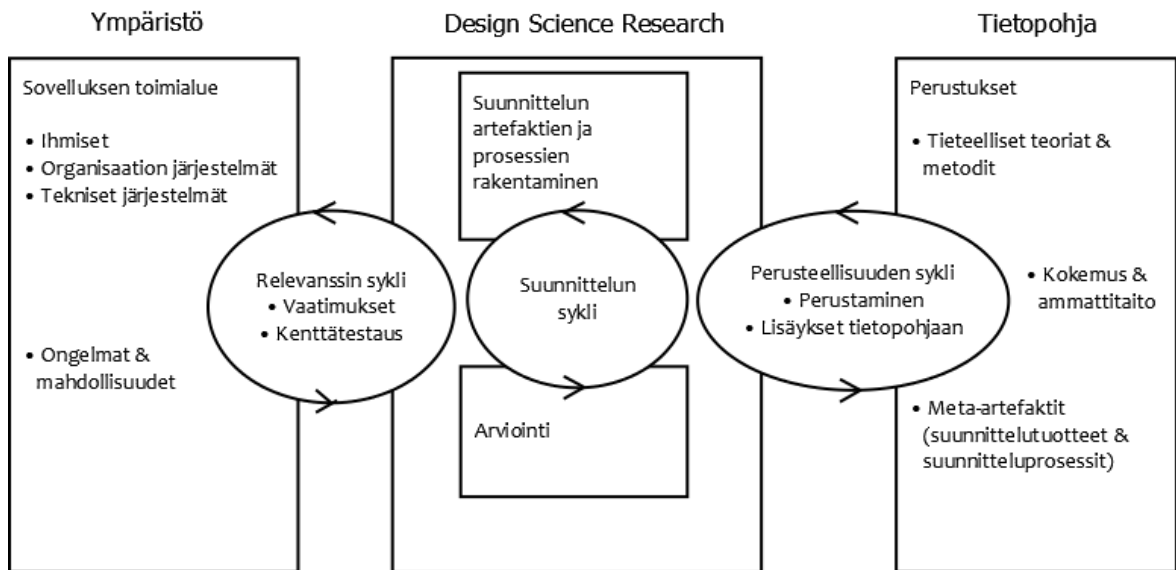 Ympäristö
Design Science Research
Tietopohja
Sovelluksen toimialue
• Ihmiset
• Organisaation järjestelmät
• Tekniset järjestelmät
• Ongelmat &
mahdollisuudet
Relevanssin sykli
• Vaatimukset
• Kenttätestaus
Suunnittelun
artefaktien ja
prosessien
rakentaminen
Suunnittelun
sykli
Arviointi
Perusteellisuuden sykli
• Perustaminen
• Lisäykset tietopohjaan
Perustukset
• Tieteelliset teoriat &
metodit
• Kokemus &
ammattitaito
• Meta-artefaktit
(suunnittelutuotteet &
suunnitteluprosessit)